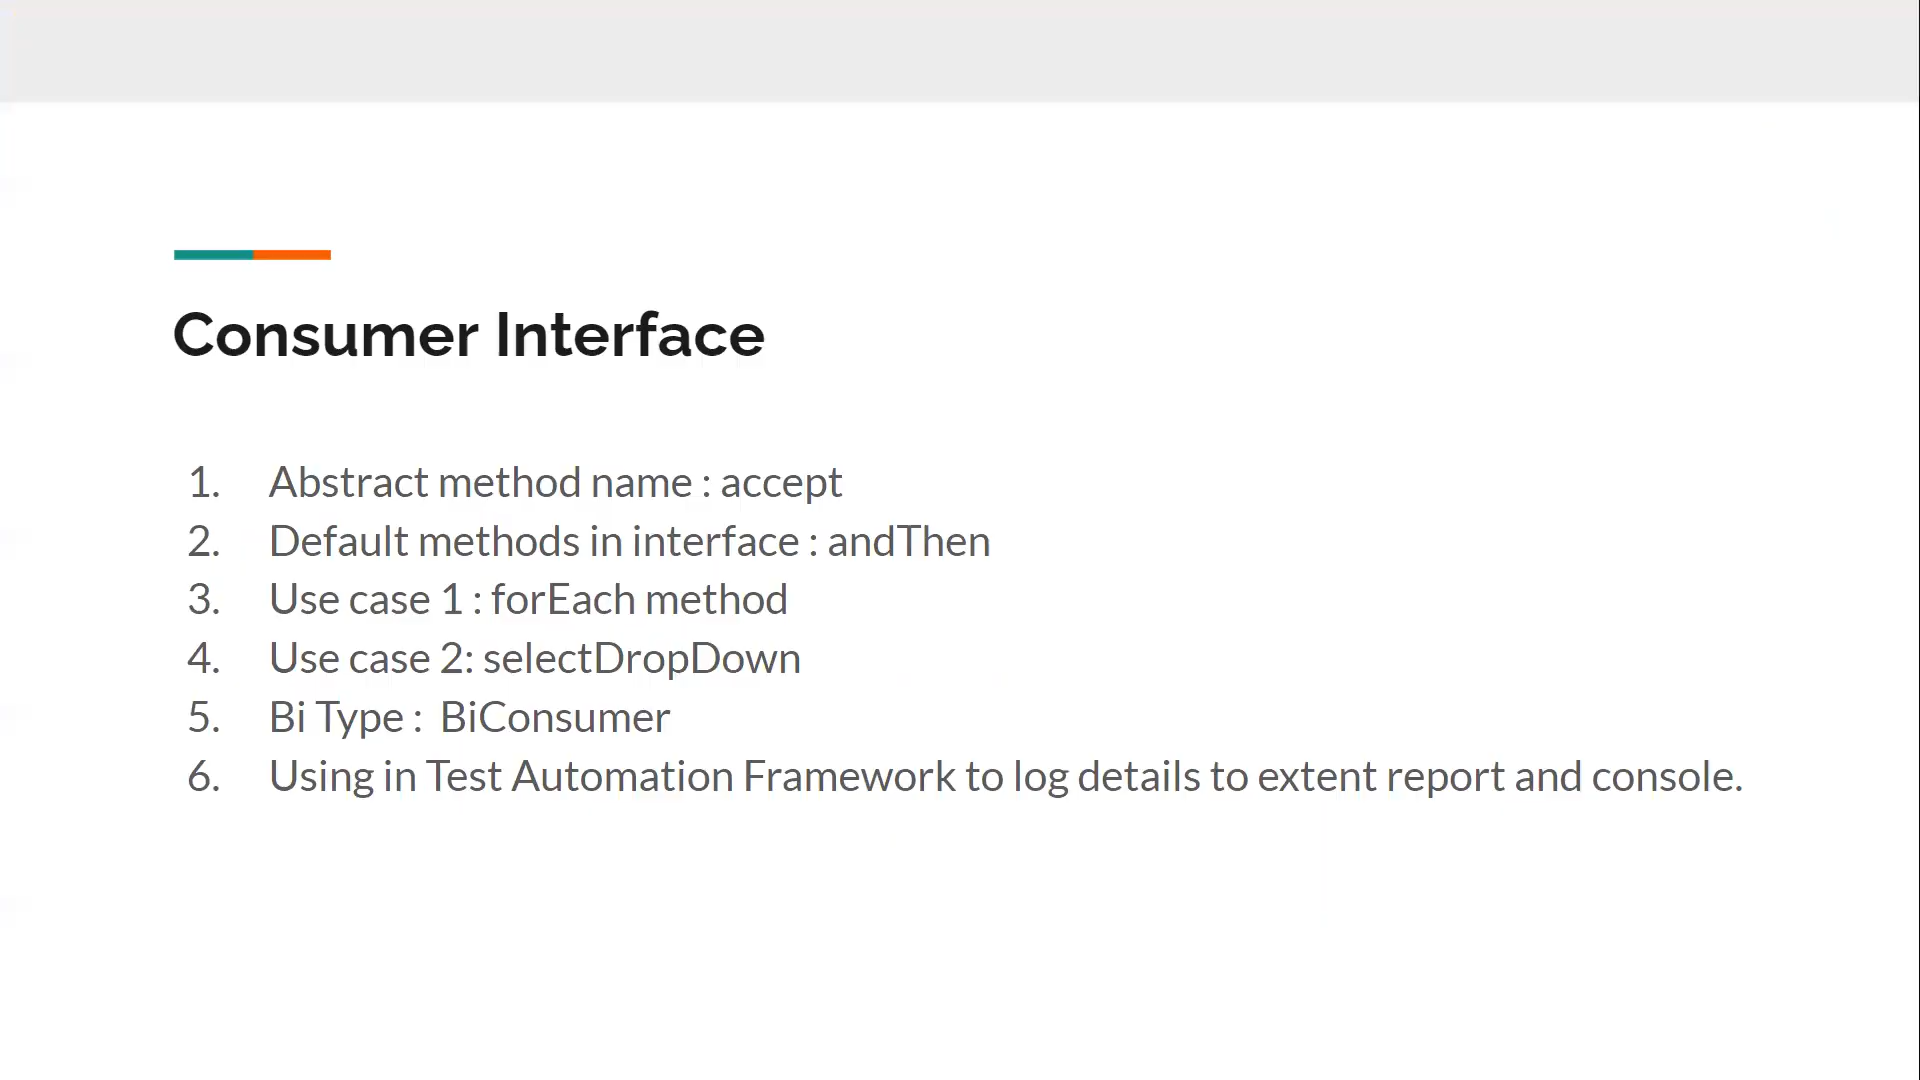 Consumer Interface
1. Abstract method name : accept
2. Default methods in interface : andThen
3. Use case 1 : forEach method
4. Use case 2: selectDropDown
5. Bi Type :  BiConsumer
6. Using in Test Automation Framework to log details to extent report and console.